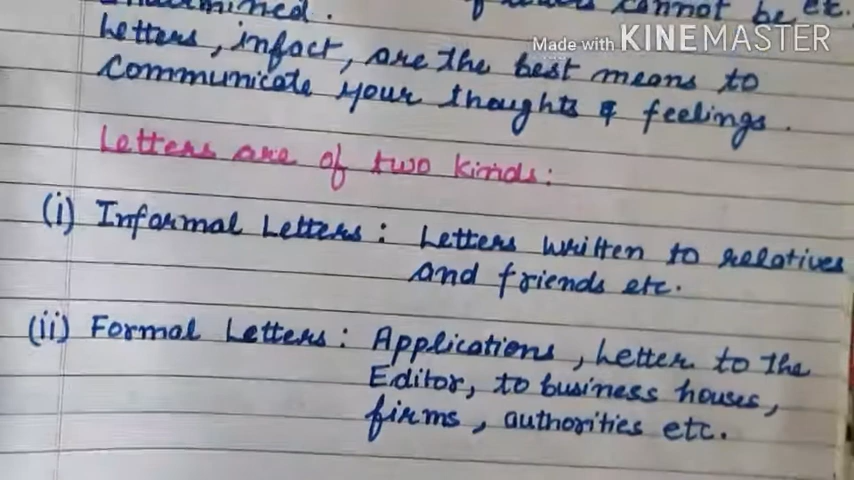 cannot be
Letters, infact, are the best means to
Made with KINEMASTER
communicate your thoughts & feelings.
Letters are of two kinds:
(i) Informal Letters: Letters written to relatives
and friends etc.
(ii) Formal Letters: Applications, Letter to the
Editor, to business houses,
firms, authorities etc.